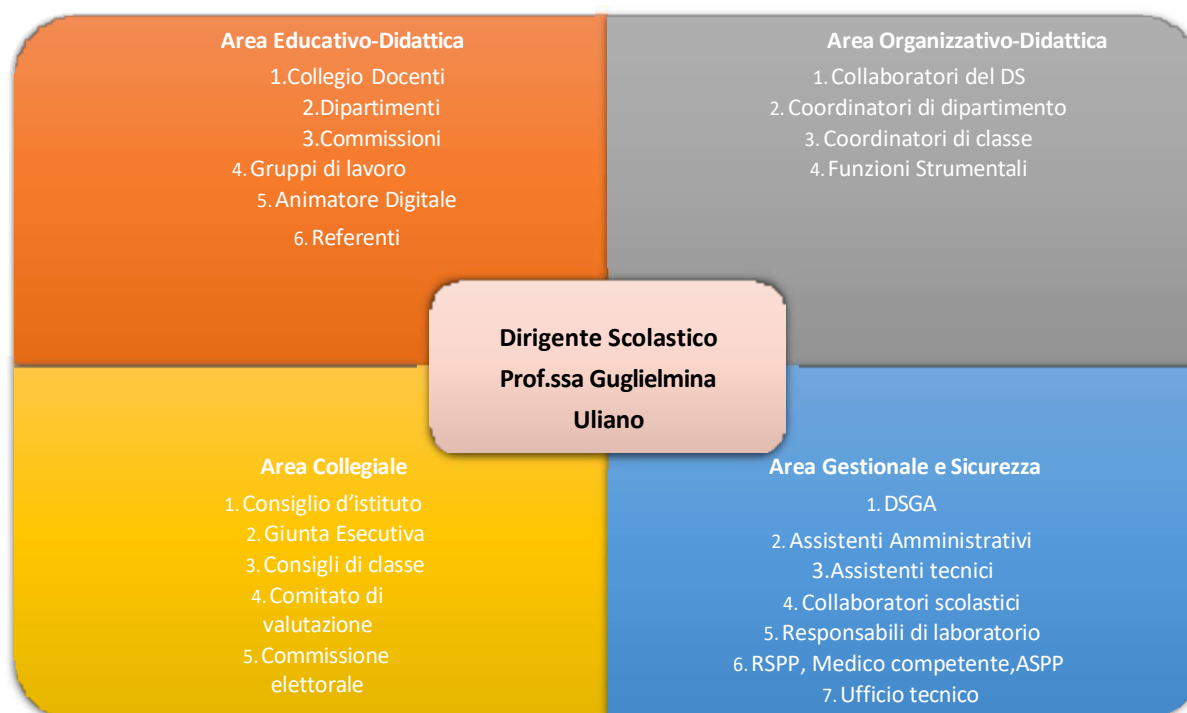 Area Educativo-Didattica
1.Collegio Docenti
2.Dipartimenti
3.Commissioni
4. Gruppi di lavoro
5. Animatore Digitale
6. Referenti
Area Organizzativo-Didattica
1. Collaboratori del DS
2. Coordinatori di dipartimento
3. Coordinatori di classe
4. Funzioni Strumentali
Dirigente Scolastico
Prof.ssa Guglielmina
Uliano
Area Collegiale
1. Consiglio d’istituto
2. Giunta Esecutiva
3. Consigli di classe
4. Comitato di
valutazione
5. Commissione
elettorale
Area Gestionale e Sicurezza
1. DSGA
2. Assistenti Amministrativi
3.Assistenti tecnici
4. Collaboratori scolastici
5. Responsabili di laboratorio
6. RSPP, Medico competente,ASPP
7. Ufficio tecnico